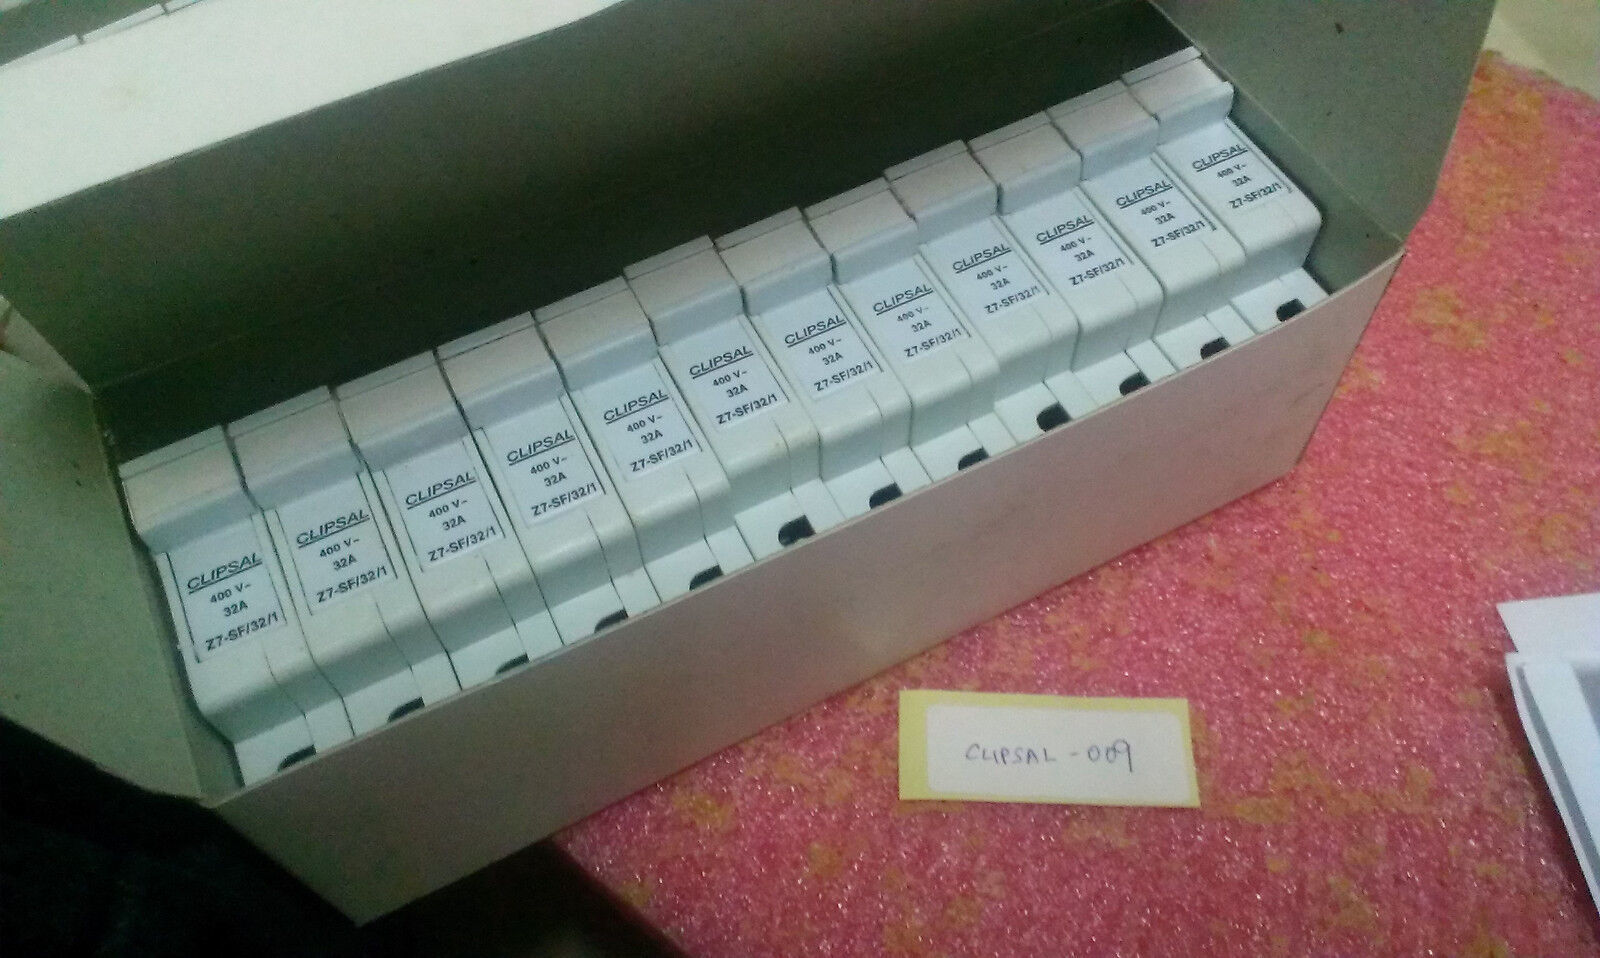 CLIPSAL
400 V~
32A
Z7-SF/32/1
CLIPSAL
400 V~
32A
Z7-SF/32/1
CLIPSAL
400 V~
32A
Z7-SF/32/1
CLIPSAL
400 V~
32A
Z7-SF/32/1
CLIPSAL
400 V~
32A
Z7-SF/32/1
CLIPSAL
400 V~
32A
Z7-SF/32/1
CLIPSAL
400 V~
32A
Z7-SF/32/1
CLIPSAL
400 V~
32A
Z7-SF/32/1
CLIPSAL
400 V~
32A
Z7-SF/32/1
CLIPSAL
400 V~
32A
Z7-SF/32/1
CLIPSAL
400 V~
32A
Z7-SF/32/1
CLIPSAL
400 V~
32A
Z7-SF/32/1
CLIPSAL - 009